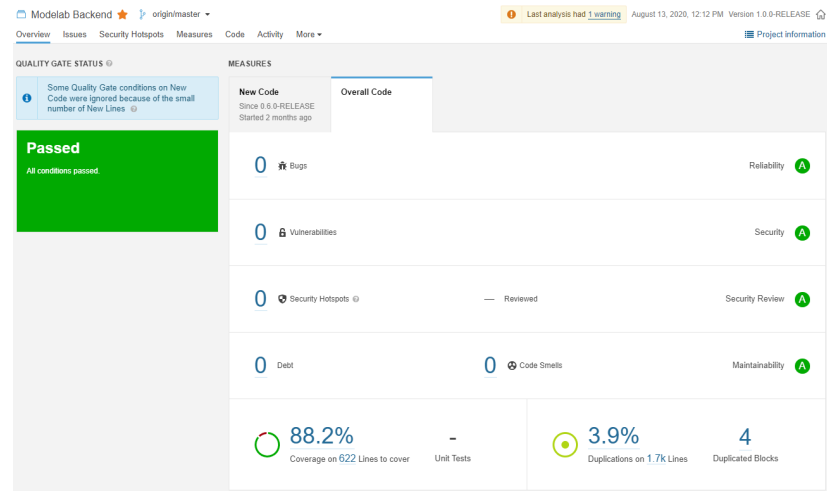 Modelab Backend origin/master
Last analysis had 1 warning August 13, 2020, 12:12 PM Version 1.0.0-RELEASE
Overview Issues Security Hotspots Measures Code Activity More
Project information
QUALITY GATE STATUS
Some Quality Gate conditions on New
Code were ignored because of the small
number of New Lines
Passed
All conditions passed.
MEASURES
New Code
Since 0.6.0-RELEASE
Started 2 months ago
Overall Code
0 Bugs Reliability A
0 Vulnerabilities Security A
0 Security Hotspots — Reviewed Security Review A
0 Debt 0 Code Smells Maintainability A
88.2%
Coverage on 622 Lines to cover
-
Unit Tests
3.9%
Duplications on 1.7k Lines
4
Duplicated Blocks